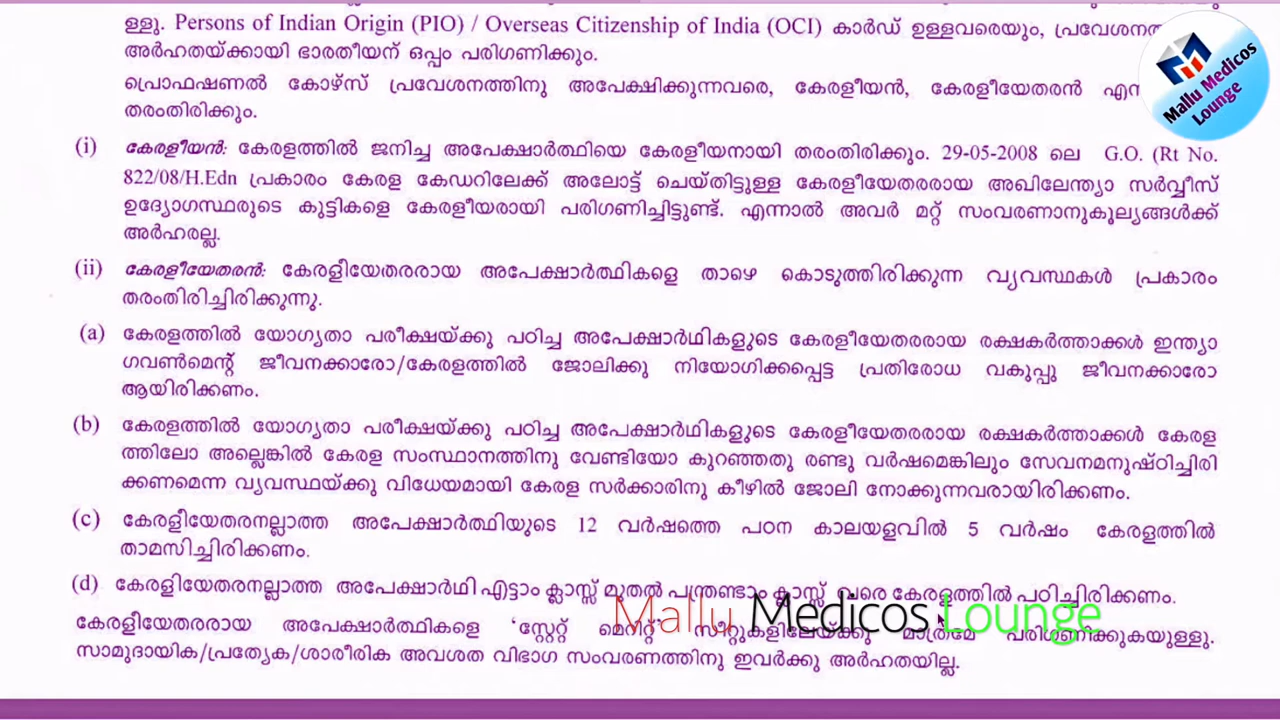 ള്ളു. Persons of Indian Origin (PIO) / Overseas Citizenship of India (OCI) കാർഡ് ഉള്ളവരെയും, പ്രവേശന
അർഹതയ്ക്കായി ഭാരതീയന് ഒപ്പം പരിഗണിക്കും.
പ്രൊഫഷണൽ കോഴ്സ് പ്രവേശനത്തിനു അപേക്ഷിക്കുന്നവരെ, കേരളീയൻ, കേരളീയേതരൻ
തരംതിരിക്കും.
(i) കേരളീയൻ: കേരളത്തിൽ ജനിച്ച അപേക്ഷാർത്ഥിയെ കേരളീയനായി തരംതിരിക്കും. 29-05-2008 ലെ G.O. (Rt No.
822/08/H.Edn പ്രകാരം കേരള കേഡറിലേക്ക് അലോട്ട് ചെയ്തിട്ടുള്ള കേരളീയേതരരായ അഖിലേന്ത്യാ സർവ്വീസ്
ഉദ്യോഗസ്ഥരുടെ കുട്ടികളെ കേരളീയരായി പരിഗണിച്ചിട്ടുണ്ട്. എന്നാൽ അവർ മറ്റ് സംവരണാനുകൂല്യങ്ങൾക്ക്
അർഹരല്ല.
(ii) കേരളീയേതരൻ: കേരളീയേതരരായ അപേക്ഷാർത്ഥികളെ താഴെ കൊടുത്തിരിക്കുന്ന വ്യവസ്ഥകൾ പ്രകാരം
തരംതിരിച്ചിരിക്കുന്നു.
(a) കേരളത്തിൽ യോഗ്യതാ പരീക്ഷയ്ക്കു പഠിച്ച അപേക്ഷാർഥികളുടെ കേരളീയേതരരായ രക്ഷകർത്താക്കൾ ഇന്ത്യാ
ഗവൺമെന്റ് ജീവനക്കാരോ/കേരളത്തിൽ ജോലിക്കു നിയോഗിക്കപ്പെട്ട പ്രതിരോധ വകുപ്പു ജീവനക്കാരോ
ആയിരിക്കണം.
(b) കേരളത്തിൽ യോഗ്യതാ പരീക്ഷയ്ക്കു പഠിച്ച അപേക്ഷാർഥികളുടെ കേരളീയേതരരായ രക്ഷകർത്താക്കൾ കേരള
ത്തിലോ അല്ലെങ്കിൽ കേരള സംസ്ഥാനത്തിനു വേണ്ടിയോ കുറഞ്ഞതു രണ്ടു വർഷമെങ്കിലും സേവനമനുഷ്ഠിച്ചിരി
ക്കണമെന്ന വ്യവസ്ഥയ്ക്കു വിധേയമായി കേരള സർക്കാരിനു കീഴിൽ ജോലി നോക്കുന്നവരായിരിക്കണം.
(c) കേരളീയേതരനല്ലാത്ത അപേക്ഷാർത്ഥിയുടെ 12 വർഷത്തെ പഠന കാലയളവിൽ 5 വർഷം കേരളത്തിൽ
താമസിച്ചിരിക്കണം.
(d) കേരളിയേതരനല്ലാത്ത അപേക്ഷാർഥി എട്ടാം ക്ലാസ്സ് മുതൽ പന്ത്രണ്ടാം ക്ലാസ്സ് വരെ കേരളത്തിൽ പഠിച്ചിരിക്കണം.
കേരളീയേതരരായ അപേക്ഷാർത്ഥികളെ 'സ്റ്റേറ്റ് മെറിറ്റ്' സീറ്റുകളിലേയ്ക്കു മാത്രമേ പരിഗണിക്കുകയുള്ളു.
സാമുദായിക/പ്രത്യേക/ശാരീരിക അവശത വിഭാഗ സംവരണത്തിനു ഇവർക്കു അർഹതയില്ല.
Mallu Medicos Lounge
Mallu Medicos
Lounge